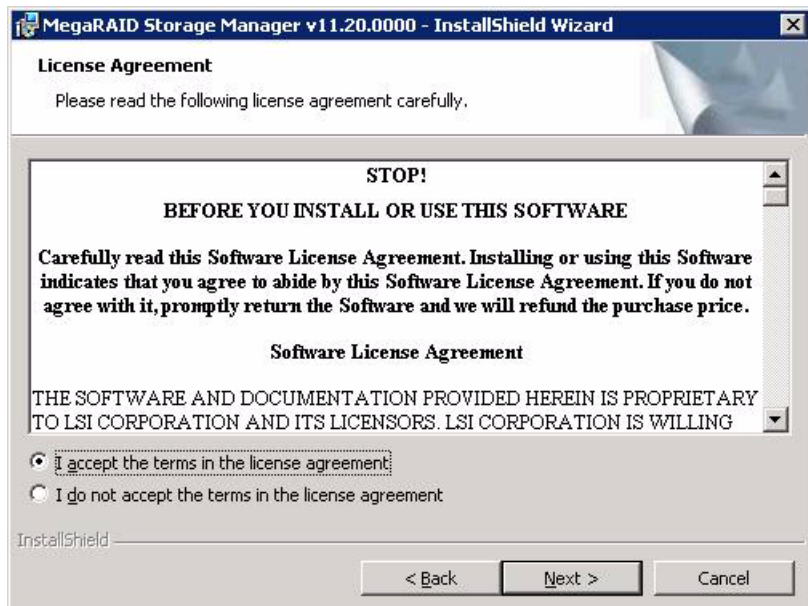 MegaRAID Storage Manager v11.20.0000 - InstallShield Wizard
License Agreement
Please read the following license agreement carefully.
STOP!
BEFORE YOU INSTALL OR USE THIS SOFTWARE
Carefully read this Software License Agreement. Installing or using this Software
indicates that you agree to abide by this Software License Agreement. If you do not
agree with it, promptly return the Software and we will refund the purchase price.
Software License Agreement
THE SOFTWARE AND DOCUMENTATION PROVIDED HEREIN IS PROPRIETARY
TO LSI CORPORATION AND ITS LICENSORS. LSI CORPORATION IS WILLING
I accept the terms in the license agreement
I do not accept the terms in the license agreement
InstallShield
< Back
Next >
Cancel